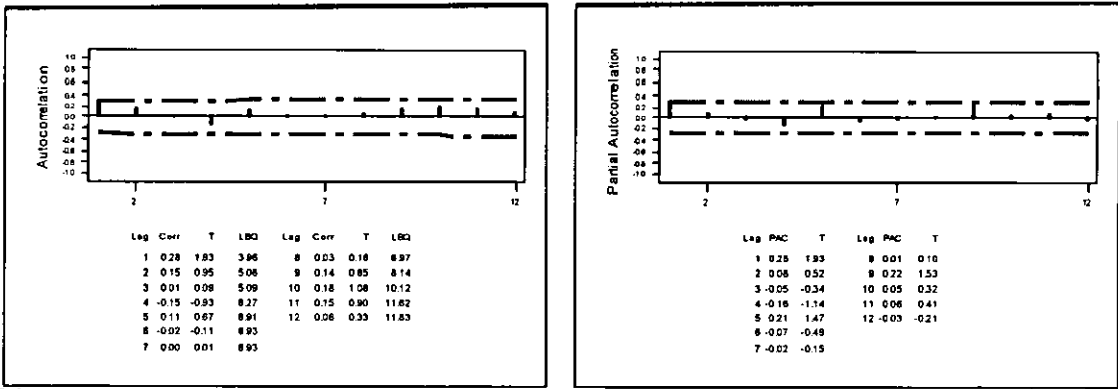 Autocorrelation
1.0
0.8
0.6
0.4
0.2
0.0
-0.2
-0.4
-0.6
-0.8
-1.0
2 7 12
Lag Corr T LBQ Lag Corr T LBQ
1 0.28 1.93 3.96 8 0.03 0.16 6.97
2 0.15 0.95 5.08 9 0.14 0.85 8.14
3 0.01 0.09 5.09 10 0.18 1.08 10.12
4 -0.15 -0.93 6.27 11 0.15 0.90 11.62
5 0.11 0.67 6.91 12 0.06 0.33 11.83
6 -0.02 -0.11 6.93
7 0.00 0.01 6.93
Partial Autocorrelation
1.0
0.8
0.6
0.4
0.2
0.0
-0.2
-0.4
-0.6
-0.8
-1.0
2 7 12
Lag PAC T Lag PAC T
1 0.28 1.93 8 0.01 0.10
2 0.08 0.52 9 0.22 1.53
3 -0.05 -0.34 10 0.05 0.32
4 -0.16 -1.14 11 0.06 0.41
5 0.21 1.47 12 -0.03 -0.21
6 -0.07 -0.49
7 -0.02 -0.15